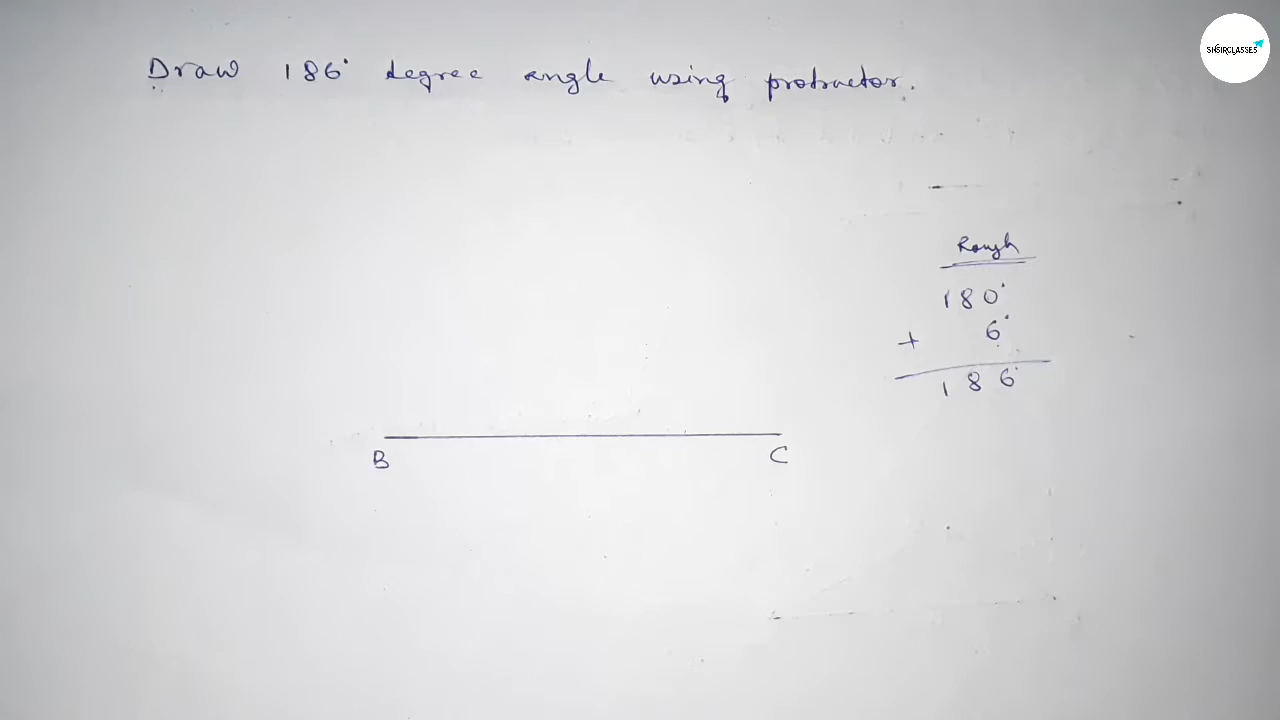 Draw 186° degree angle using protractor.
SHSIRCLASSES
Rough
180°
+ 6°
186°
B C